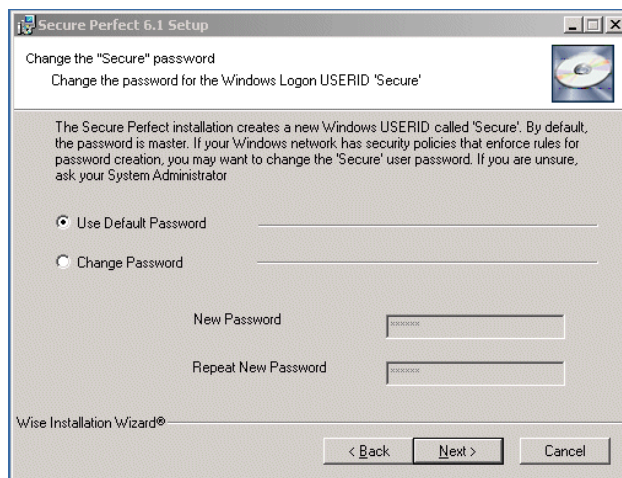 Secure Perfect 6.1 Setup
Change the "Secure" password
Change the password for the Windows Logon USERID 'Secure'
The Secure Perfect installation creates a new Windows USERID called 'Secure'. By default,
the password is master. If your Windows network has security policies that enforce rules for
password creation, you may want to change the 'Secure' user password. If you are unsure,
ask your System Administrator
Use Default Password
Change Password
New Password
xxxxxx
Repeat New Password
xxxxxx
Wise Installation Wizard®
< Back
Next >
Cancel